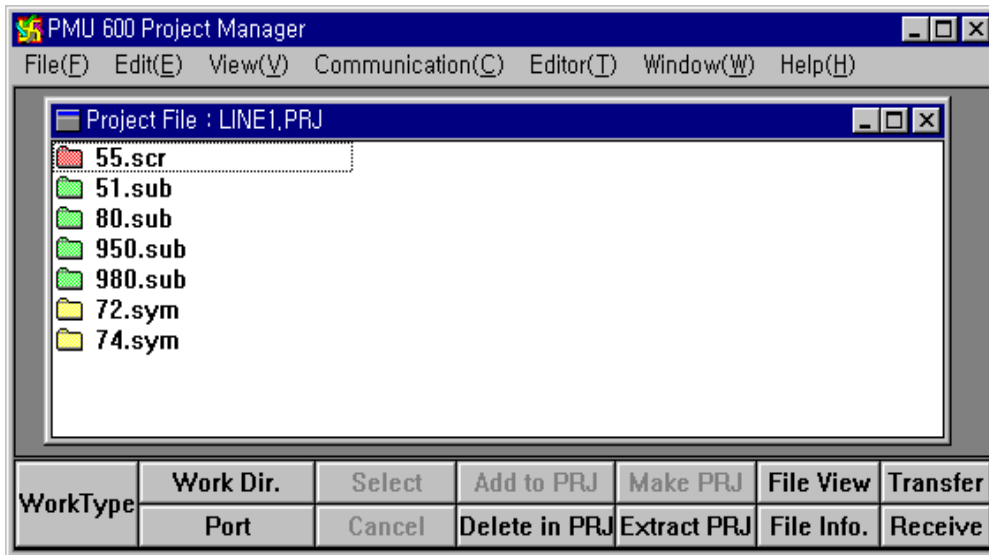 PMU 600 Project Manager
File(F) Edit(E) View(V) Communication(C) Editor(T) Window(W) Help(H)
Project File : LINE1,PRJ
55.scr
51.sub
80.sub
950.sub
980.sub
72.sym
74.sym
WorkType Work Dir. Select Add to PRJ Make PRJ File View Transfer
Port Cancel Delete in PRJ Extract PRJ File Info. Receive